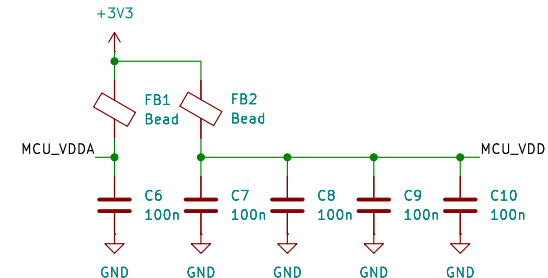 +3V3
FB1
Bead
FB2
Bead
MCU_VDDA
MCU_VDD
C6
100n
C7
100n
C8
100n
C9
100n
C10
100n
GND
GND
GND
GND
GND